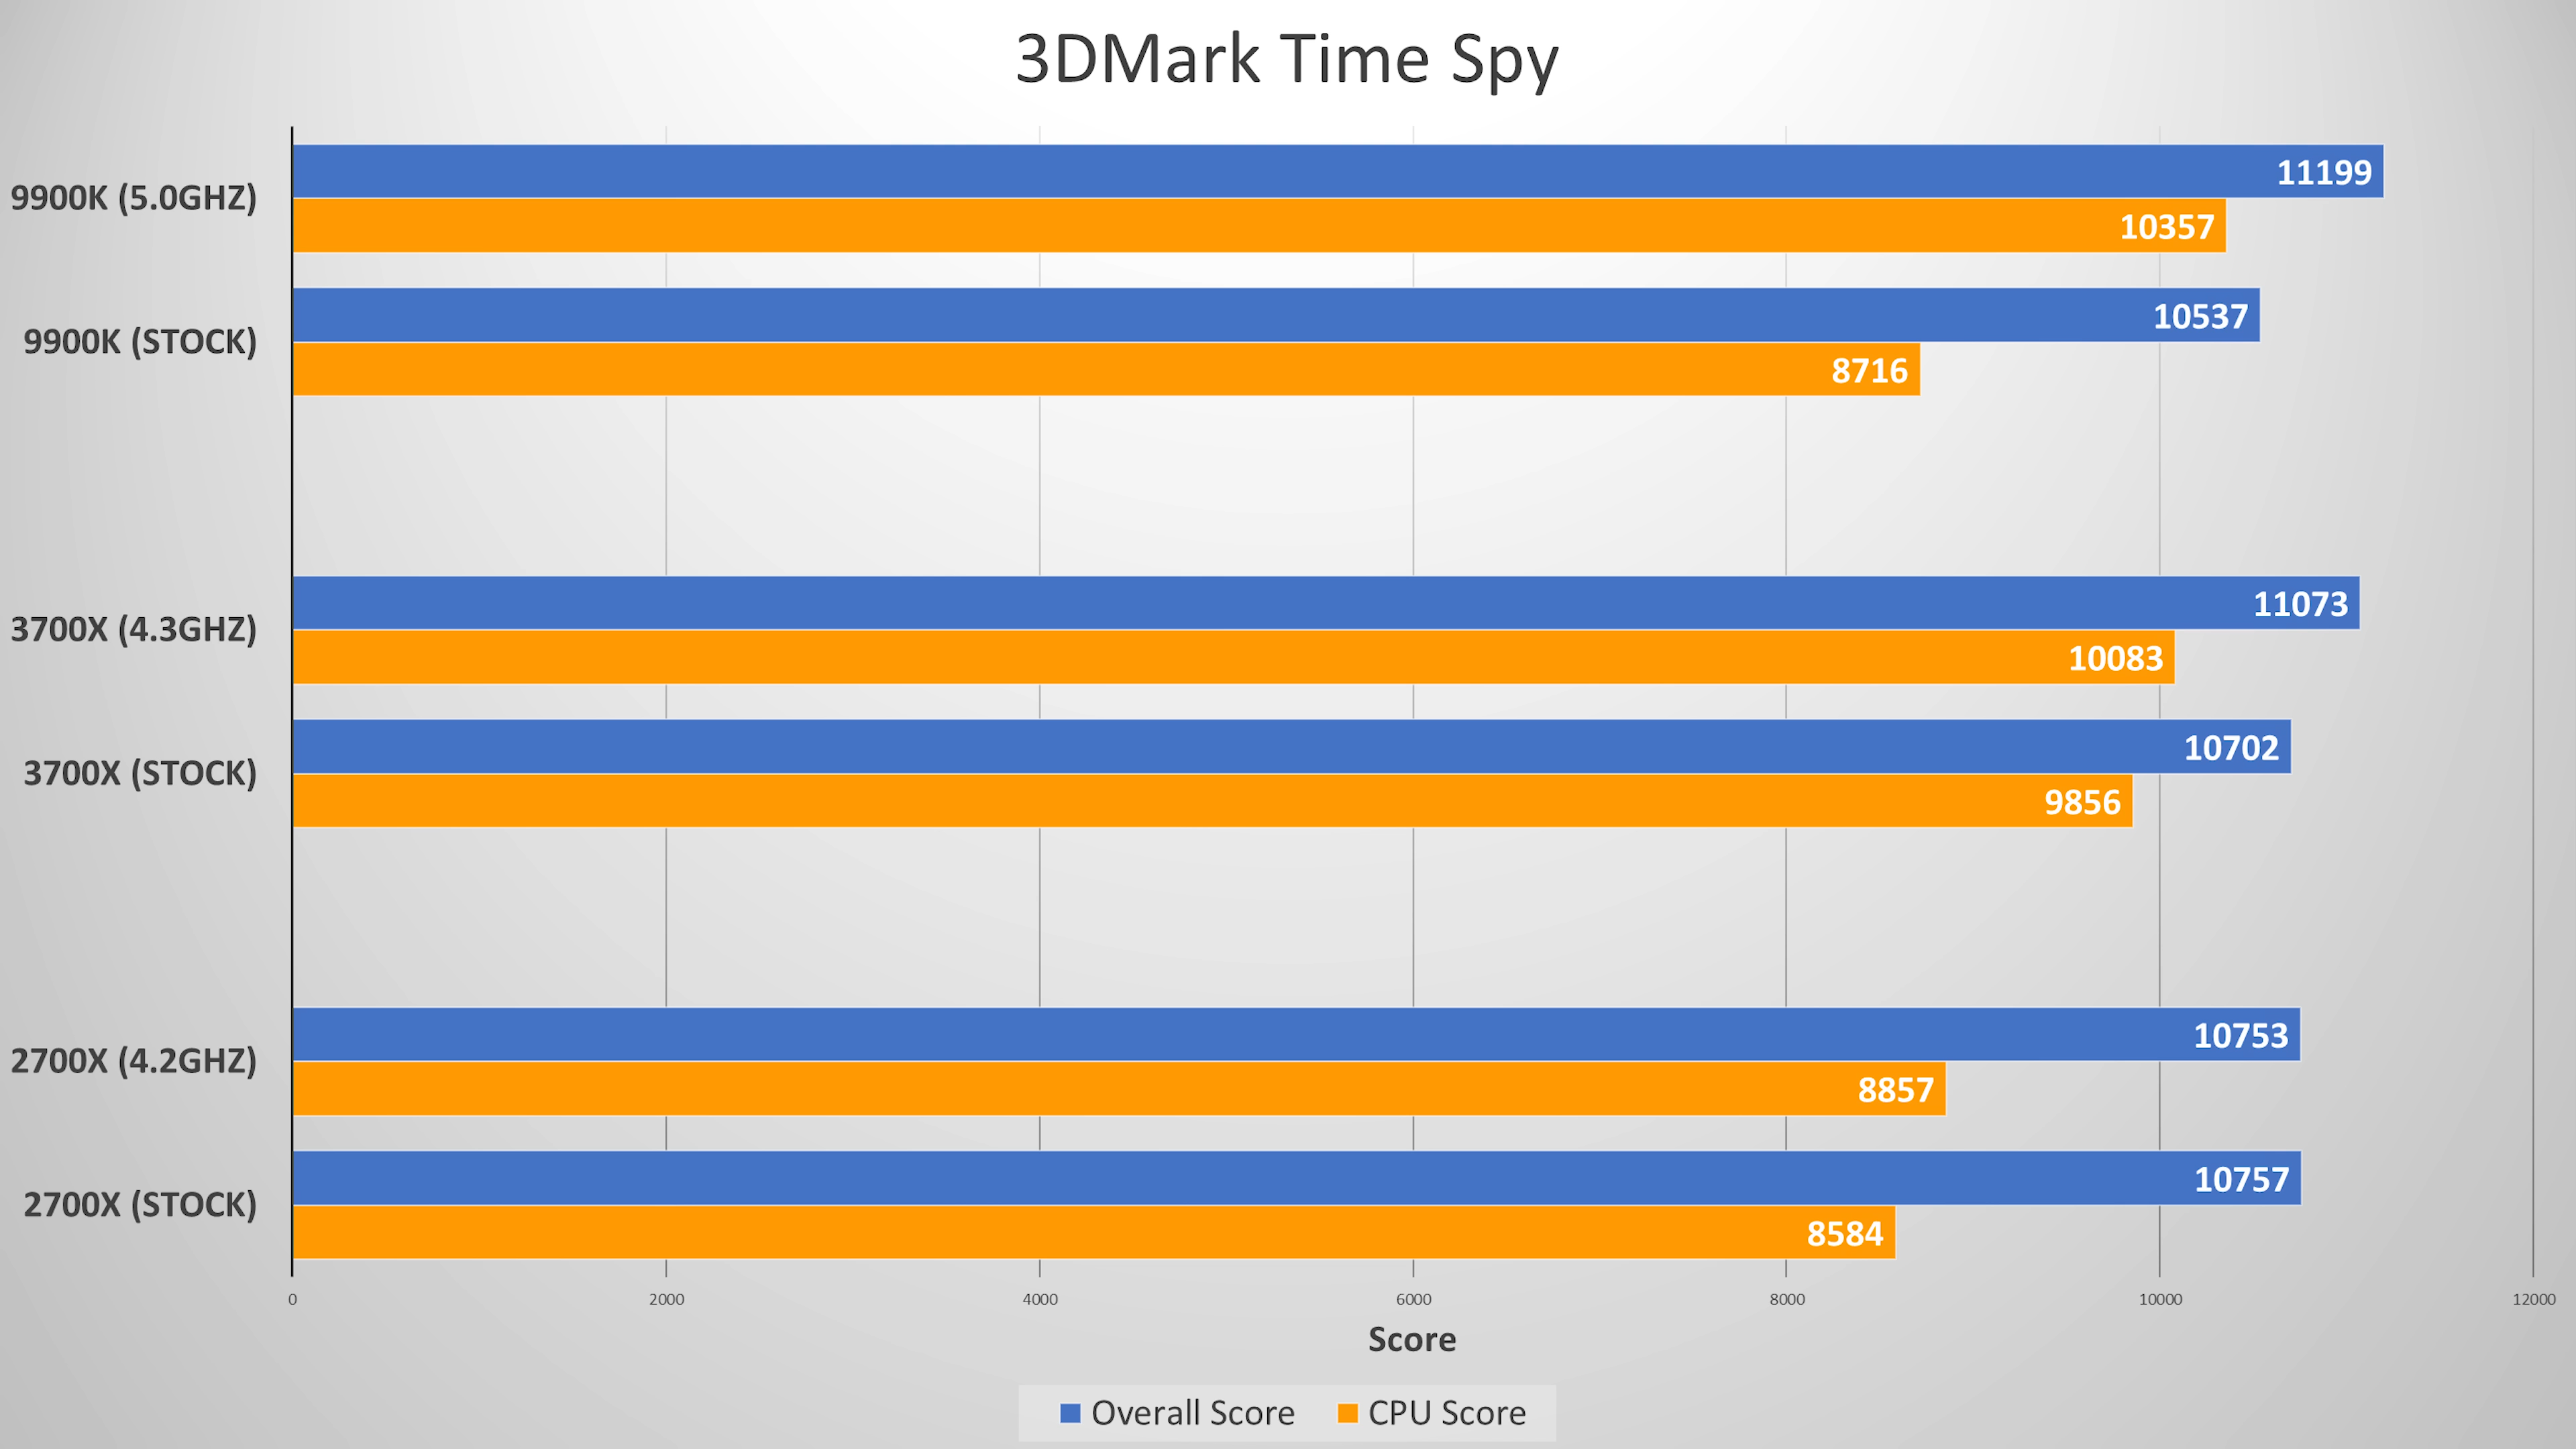 3DMark Time Spy
9900K (5.0GHZ)
11199
10357
9900K (STOCK)
10537
8716
3700X (4.3GHZ)
11073
10083
3700X (STOCK)
10702
9856
2700X (4.2GHZ)
10753
8857
2700X (STOCK)
10757
8584
0 2000 4000 6000 8000 10000 12000
Score
Overall Score CPU Score